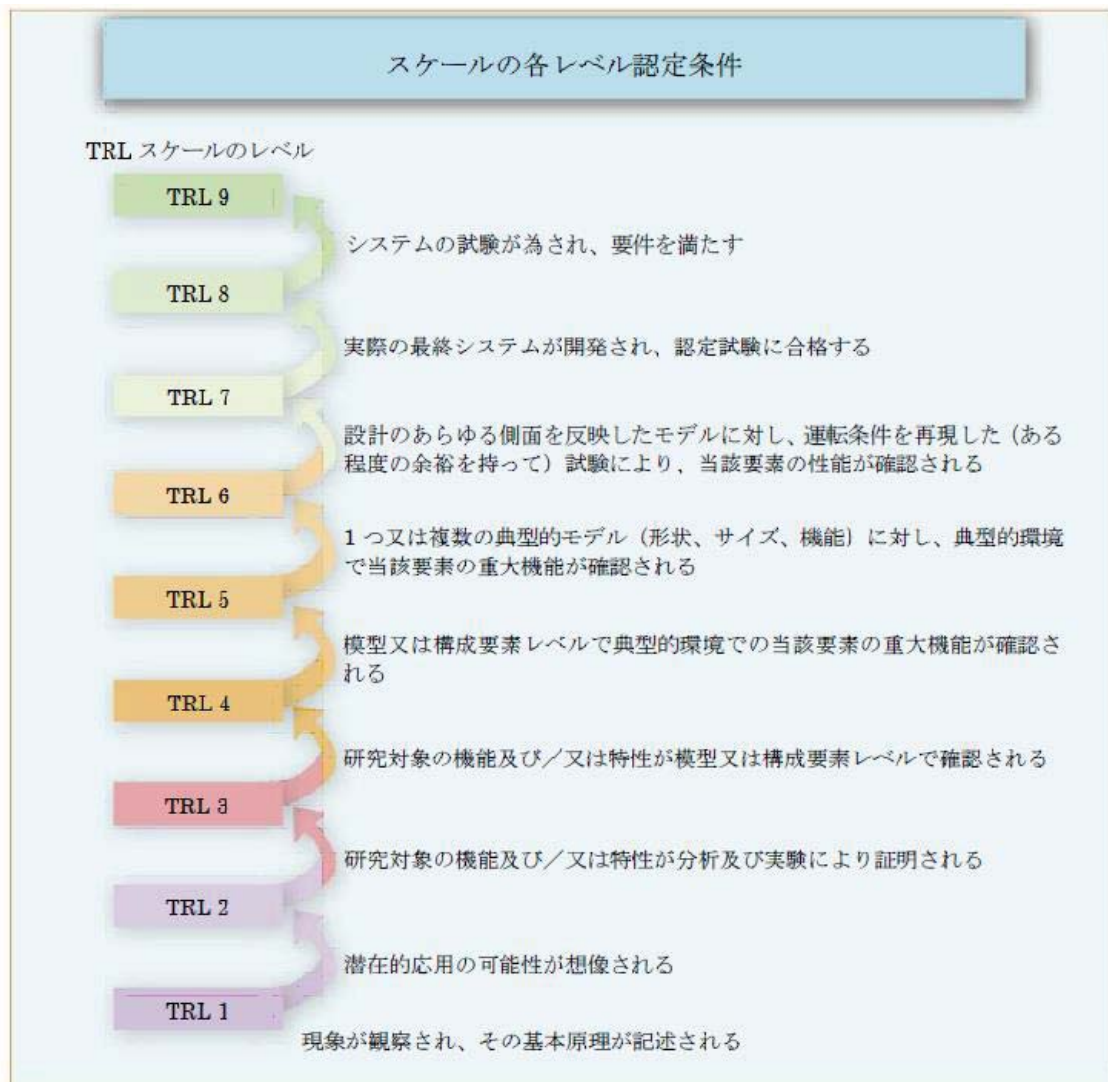 スケールの各レベル認定条件
TRL スケールのレベル
TRL 9
システムの試験が為され、要件を満たす
TRL 8
実際の最終システムが開発され、認定試験に合格する
TRL 7
設計のあらゆる側面を反映したモデルに対し、運転条件を再現した（ある
程度の余裕を持って）試験により、当該要素の性能が確認される
TRL 6
1 つ又は複数の典型的モデル（形状、サイズ、機能）に対し、典型的環境
で当該要素の重大機能が確認される
TRL 5
模型又は構成要素レベルで典型的環境での当該要素の重大機能が確認さ
れる
TRL 4
研究対象の機能及び／又は特性が模型又は構成要素レベルで確認される
TRL 3
研究対象の機能及び／又は特性が分析及び実験により証明される
TRL 2
潜在的応用の可能性が想像される
TRL 1
現象が観察され、その基本原理が記述される